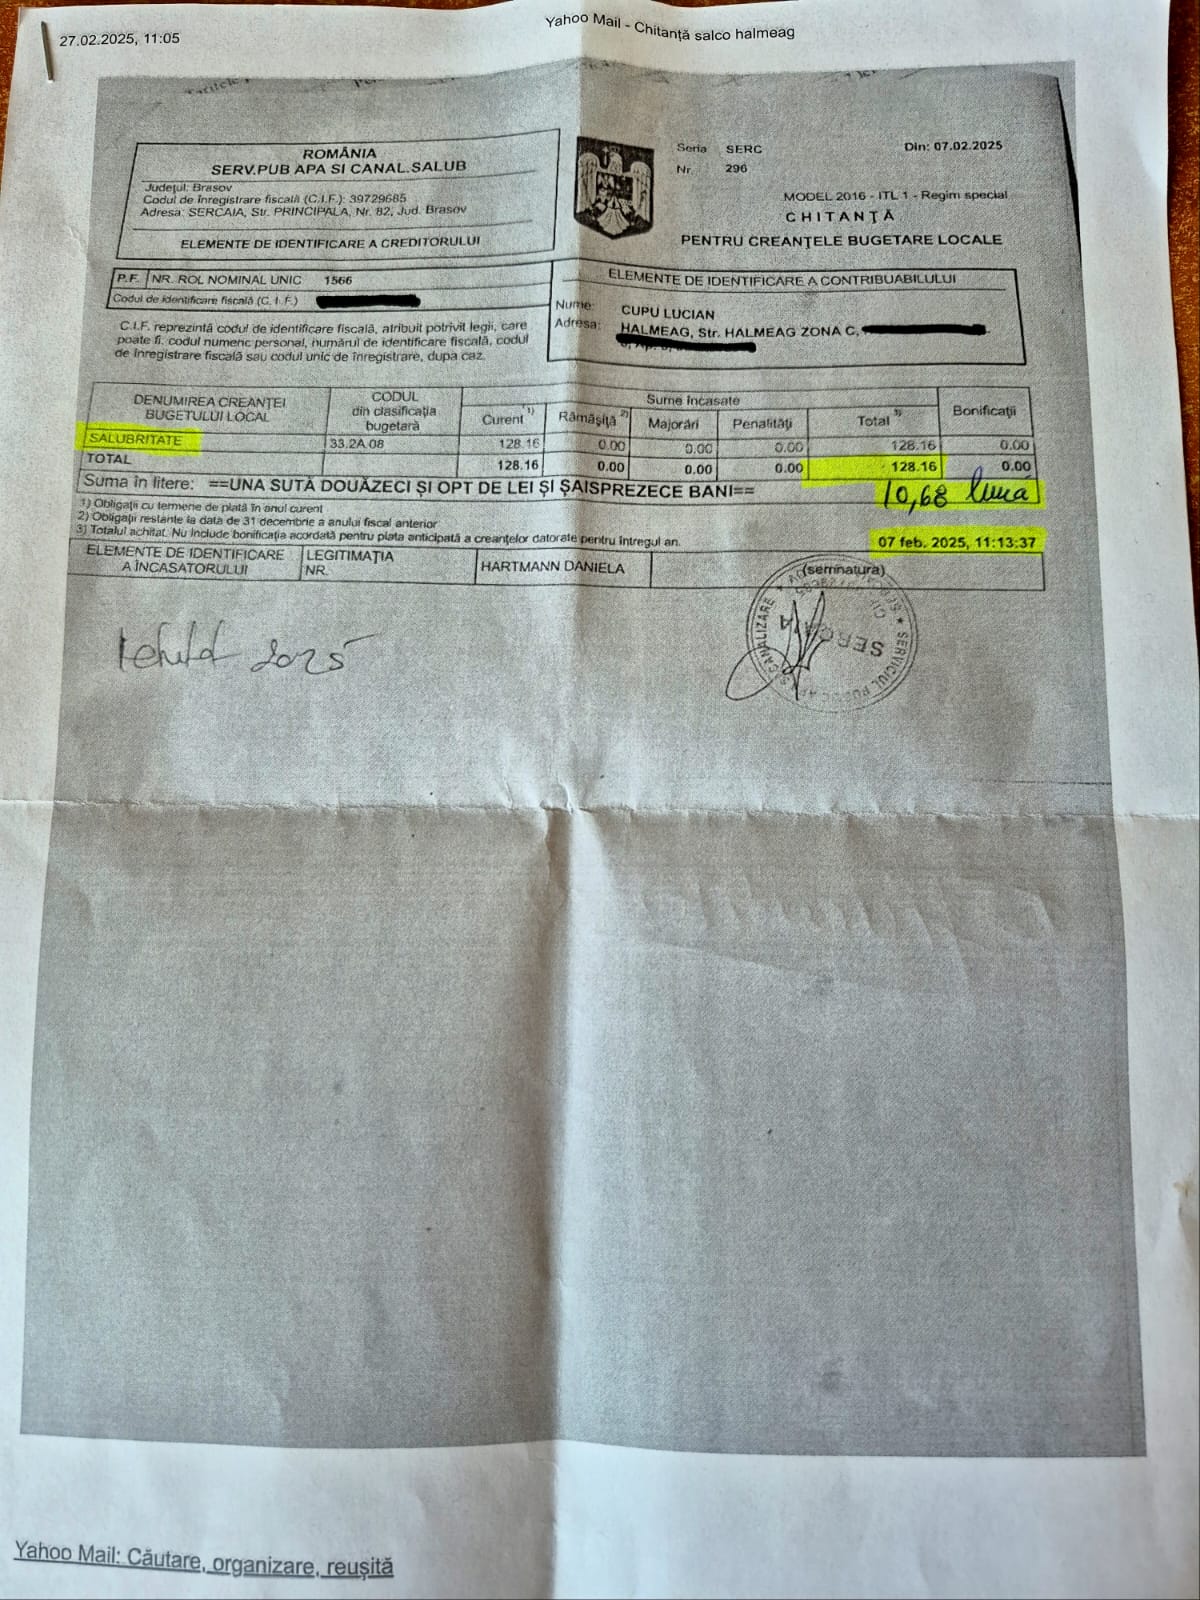 27.02.2025, 11:05
Yahoo Mail - Chitanță salco halmeag
ROMÂNIA
SERV.PUB APA SI CANAL.SALUB
Județul: Brasov
Codul de înregistrare fiscală (C.I.F.): 39729685
Adresa: SERCAIA, Str. PRINCIPALA, Nr. 82, Jud. Brasov
ELEMENTE DE IDENTIFICARE A CREDITORULUI
Seria SERC
Nr. 296
Din: 07.02.2025
MODEL 2016 - ITL 1 - Regim special
CHITANȚĂ
PENTRU CREANȚELE BUGETARE LOCALE
P.F. NR. ROL NOMINAL UNIC 1566
Codul de identificare fiscală (C.I.F.)
C.I.F. reprezintă codul de identificare fiscală, atribuit potrivit legii, care
poate fi: codul numeric personal, numărul de identificare fiscală, codul
de înregistrare fiscală sau codul unic de înregistrare, după caz.
ELEMENTE DE IDENTIFICARE A CONTRIBUABILULUI
Nume: CUPU LUCIAN
Adresa: HALMEAG, Str. HALMEAG ZONA C,
DENUMIREA CREANȚEI BUGETULUI LOCAL
CODUL din clasificația bugetară
Sume încasate
Curent 1) Rămășiță 2) Majorări Penalități Total 3) Bonificații
SALUBRITATE 33.2A.08 128.16 0.00 0.00 0.00 128.16 0.00
TOTAL 128.16 0.00 0.00 0.00 128.16 0.00
Suma în litere: ==UNA SUTĂ DOUĂZECI ȘI OPT DE LEI ȘI ȘAISPREZECE BANI==
10,68 lună
1) Obligații cu termene de plată în anul curent
2) Obligații restante la data de 31 decembrie a anului fiscal anterior
3) Totalul achitat. Nu include bonificația acordată pentru plata anticipată a creanțelor datorate pentru întregul an.
07 feb. 2025, 11:13:37
ELEMENTE DE IDENTIFICARE A ÎNCASATORULUI
LEGITIMAȚIA NR.
HARTMANN DANIELA
(semnatura)
SERCAIA
2025
Yahoo Mail: Căutare, organizare, reușită